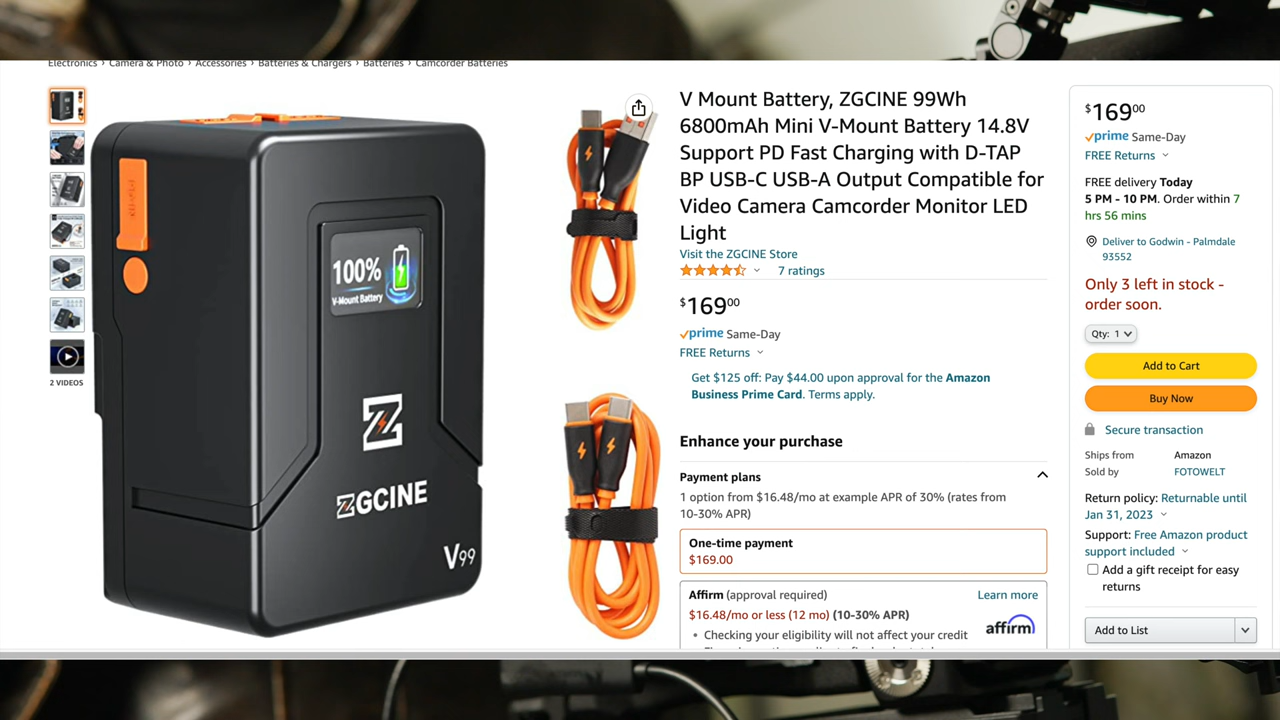 Electronics › Camera & Photo › Accessories › Batteries & Chargers › Batteries › Camcorder Batteries
100%
V-Mount Battery
ZGCINE
V99
2 VIDEOS
V Mount Battery, ZGCINE 99Wh
6800mAh Mini V-Mount Battery 14.8V
Support PD Fast Charging with D-TAP
BP USB-C USB-A Output Compatible for
Video Camera Camcorder Monitor LED
Light
Visit the ZGCINE Store
7 ratings
$169.00
prime Same-Day
FREE Returns
Get $125 off: Pay $44.00 upon approval for the Amazon
Business Prime Card. Terms apply.
Enhance your purchase
Payment plans
1 option from $16.48/mo at example APR of 30% (rates from
10-30% APR)
One-time payment
$169.00
Affirm (approval required)
Learn more
$16.48/mo or less (12 mo) (10-30% APR)
affirm
• Checking your eligibility will not affect your credit
$169.00
prime Same-Day
FREE Returns
FREE delivery Today
5 PM - 10 PM. Order within 7
hrs 56 mins
Deliver to Godwin - Palmdale
93552
Only 3 left in stock -
order soon.
Qty: 1
Add to Cart
Buy Now
Secure transaction
Ships from Amazon
Sold by FOTOWELT
Return policy: Returnable until
Jan 31, 2023
Support: Free Amazon product
support included
Add a gift receipt for easy
returns
Add to List